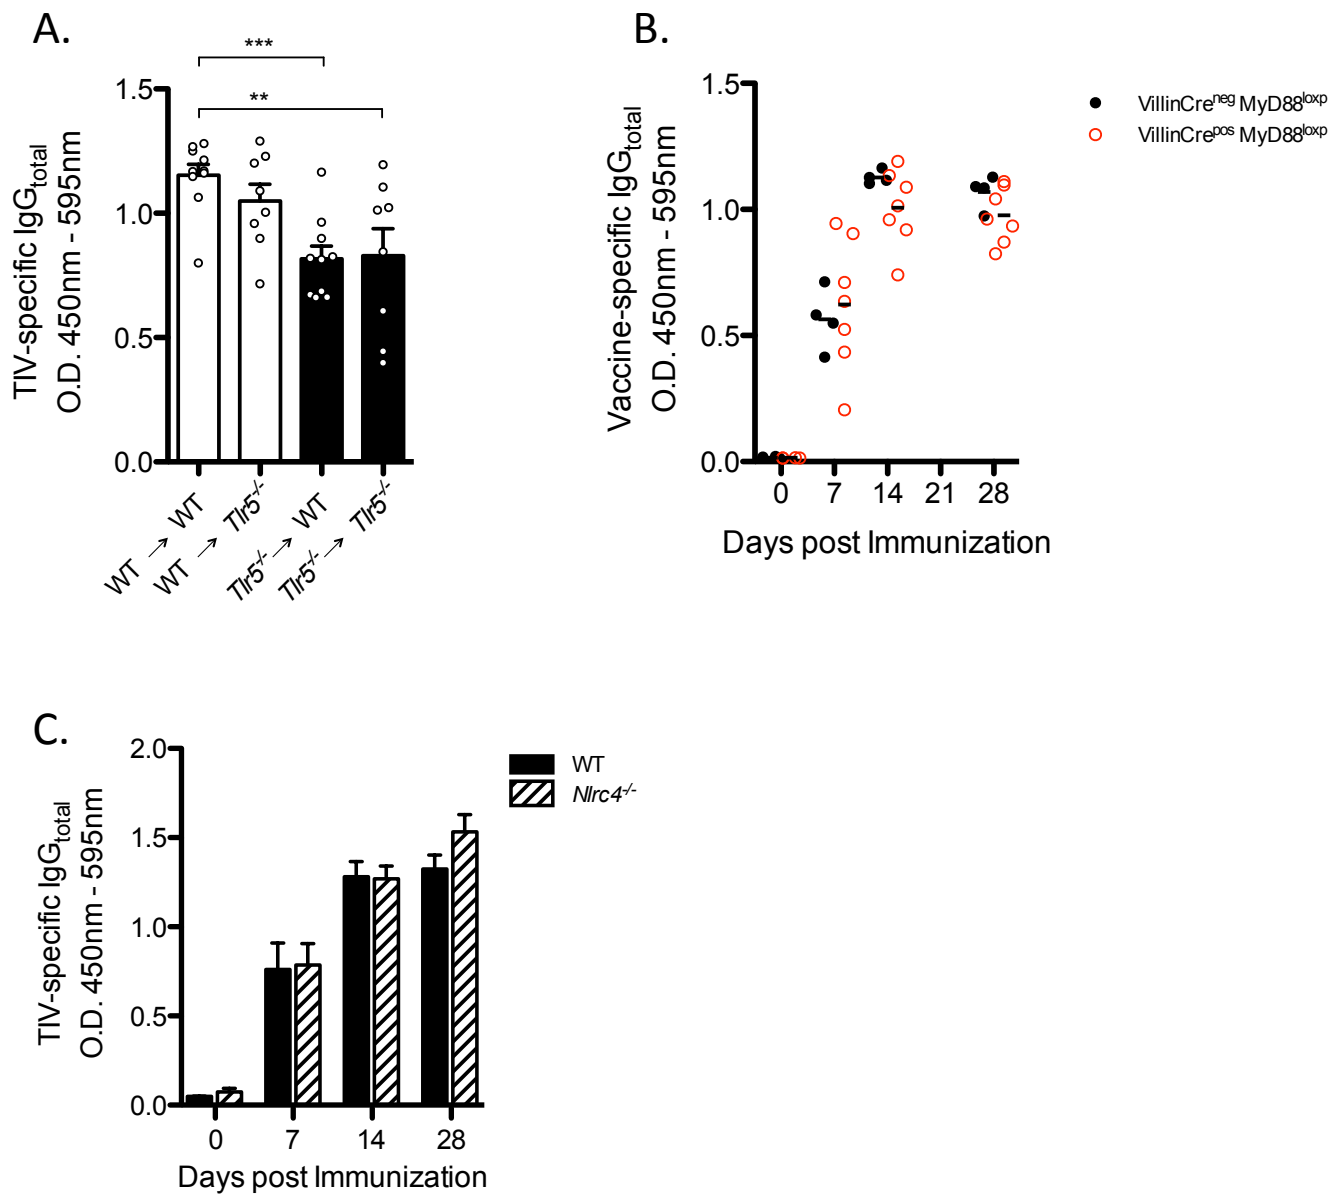 A.
***
**
TIV-specific IgGtotal
O.D. 450nm - 595nm
1.5
1.0
0.5
0.0
WT → WT
WT → Tlr5-/-
Tlr5-/- → WT
Tlr5-/- → Tlr5-/-
B.
Vaccine-specific IgGtotal
O.D. 450nm - 595nm
1.5
1.0
0.5
0.0
0 7 14 21 28
Days post Immunization
VillinCreneg MyD88loxp
VillinCrepos MyD88loxp
C.
TIV-specific IgGtotal
O.D. 450nm - 595nm
2.0
1.5
1.0
0.5
0.0
0 7 14 28
Days post Immunization
WT
Nlrc4-/-